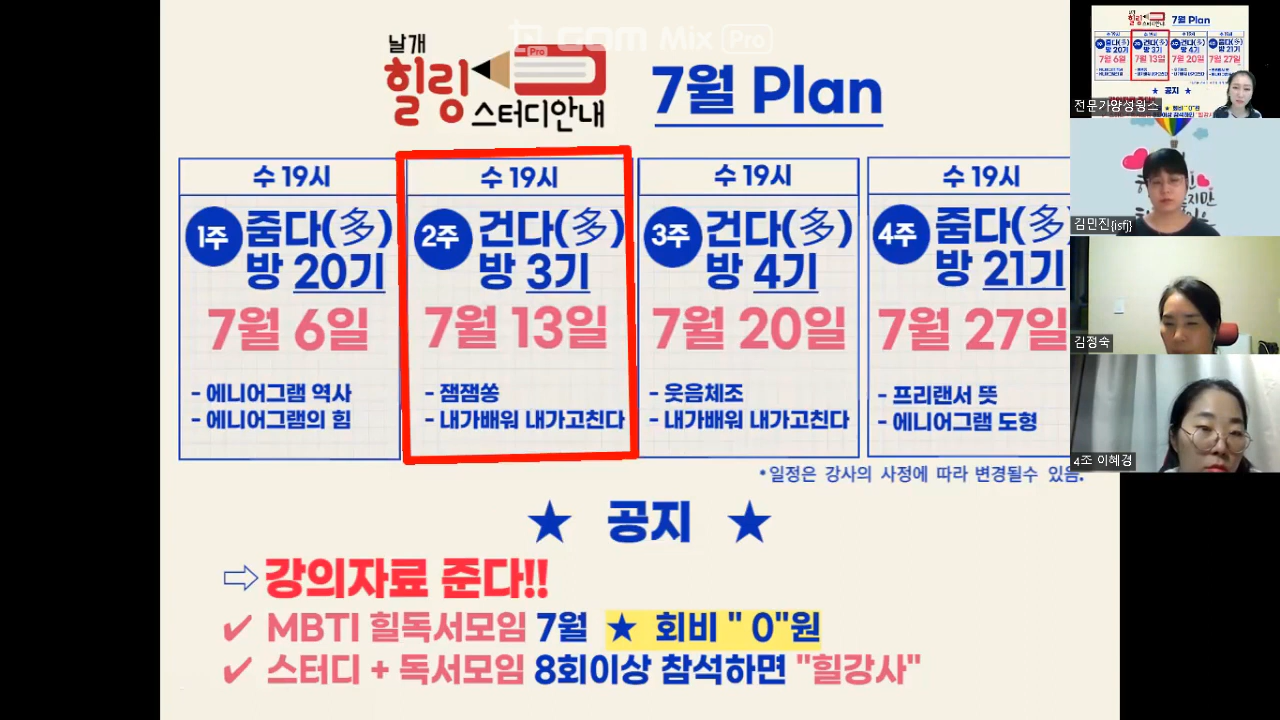 GOM Mix Pro
날개
힐링
Pro
스터디안내
7월 Plan
수 19시
1주 줌다(多)
방 20기
7월 6일
- 에니어그램 역사
- 에니어그램의 힘
수 19시
2주 건다(多)
방 3기
7월 13일
- 잼잼쏭
- 내가배워 내가고친다
수 19시
3주 건다(多)
방 4기
7월 20일
- 웃음체조
- 내가배워 내가고친다
수 19시
4주 줌다(多)
방 21기
7월 27일
- 프리랜서 뜻
- 에니어그램 도형
*일정은 강사의 사정에 따라 변경될수 있음.
★ 공지 ★
⇨ 강의자료 준다!!
✔ MBTI 힐독서모임 7월 ★ 회비 " 0"원
✔ 스터디 + 독서모임 8회이상 참석하면 "힐강사"
전문가양성윙스
김민진{isfj}
김정숙
4조 이혜경